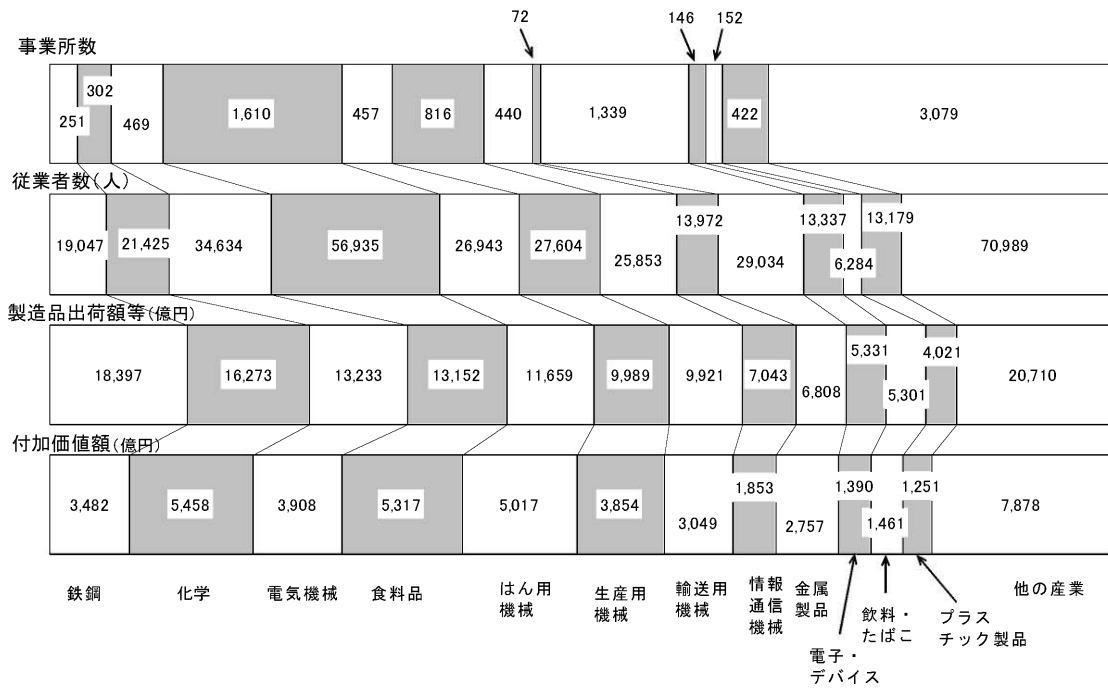 72
146
152
事業所数
251
302
469
1,610
457
816
440
1,339
422
3,079
従業者数(人)
19,047
21,425
34,634
56,935
26,943
27,604
25,853
13,972
29,034
13,337
6,284
13,179
70,989
製造品出荷額等(億円)
18,397
16,273
13,233
13,152
11,659
9,989
9,921
7,043
6,808
5,331
5,301
4,021
20,710
付加価値額(億円)
3,482
5,458
3,908
5,317
5,017
3,854
3,049
1,853
2,757
1,390
1,461
1,251
7,878
鉄鋼
化学
電気機械
食料品
はん用
機械
生産用
機械
輸送用
機械
情報
通信
機械
金属
製品
電子・
デバイス
飲料・
たばこ
プラス
チック製品
他の産業